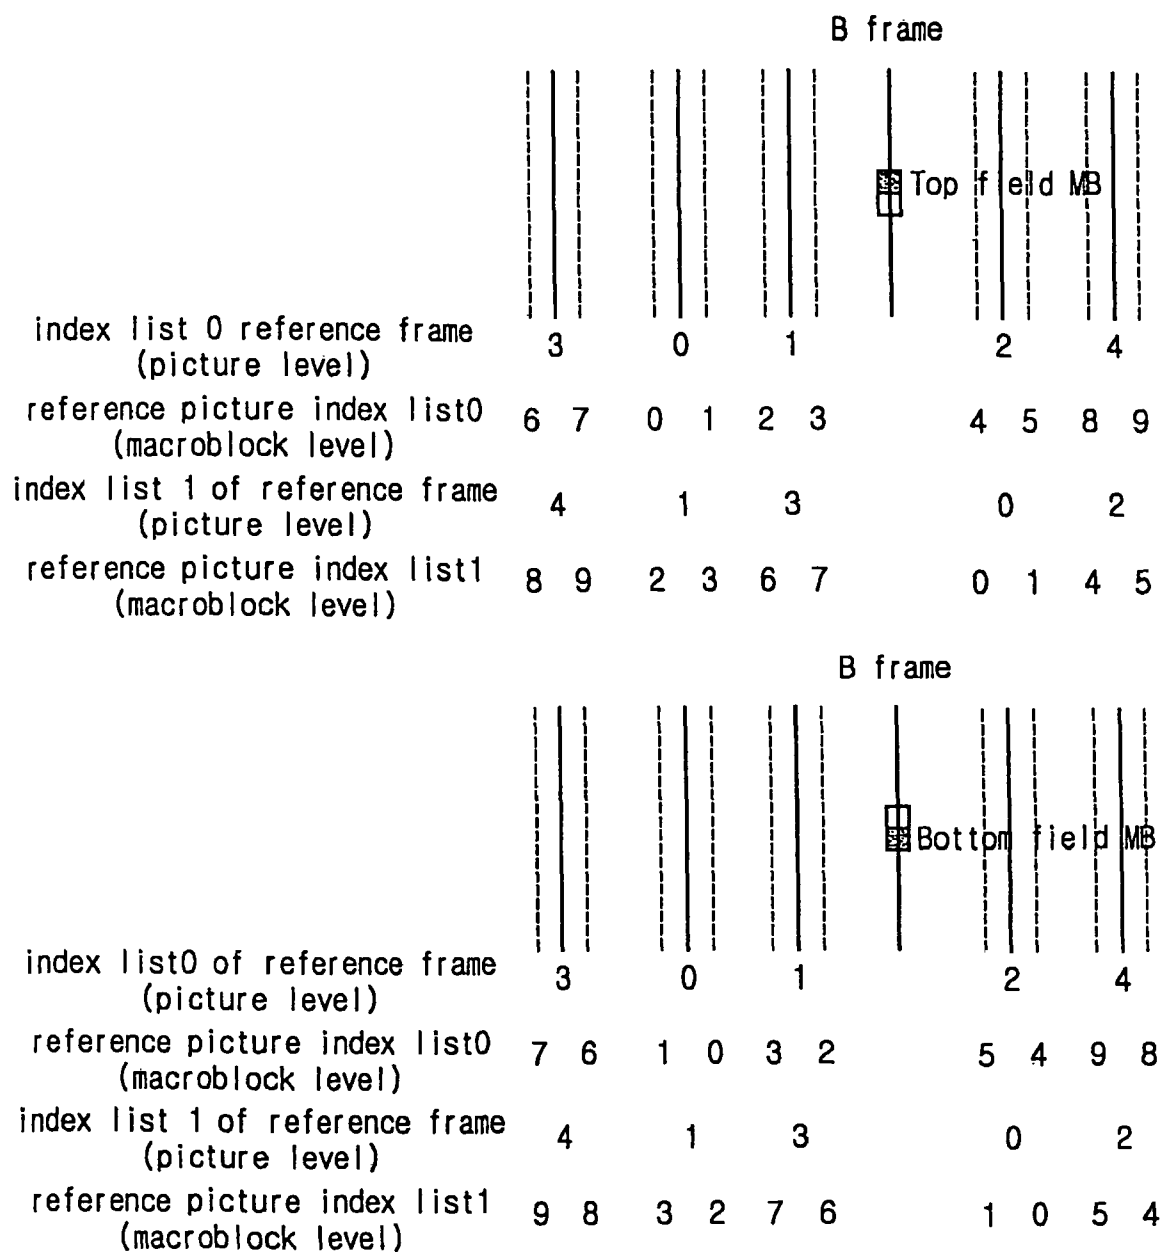 B frame
Top field MB
index list 0 reference frame
(picture level)
3 0 1 2 4
reference picture index list0
(macroblock level)
6 7 0 1 2 3 4 5 8 9
index list 1 of reference frame
(picture level)
4 1 3 0 2
reference picture index list1
(macroblock level)
8 9 2 3 6 7 0 1 4 5
B frame
Bottom field MB
index list0 of reference frame
(picture level)
3 0 1 2 4
reference picture index list0
(macroblock level)
7 6 1 0 3 2 5 4 9 8
index list 1 of reference frame
(picture level)
4 1 3 0 2
reference picture index list1
(macroblock level)
9 8 3 2 7 6 1 0 5 4